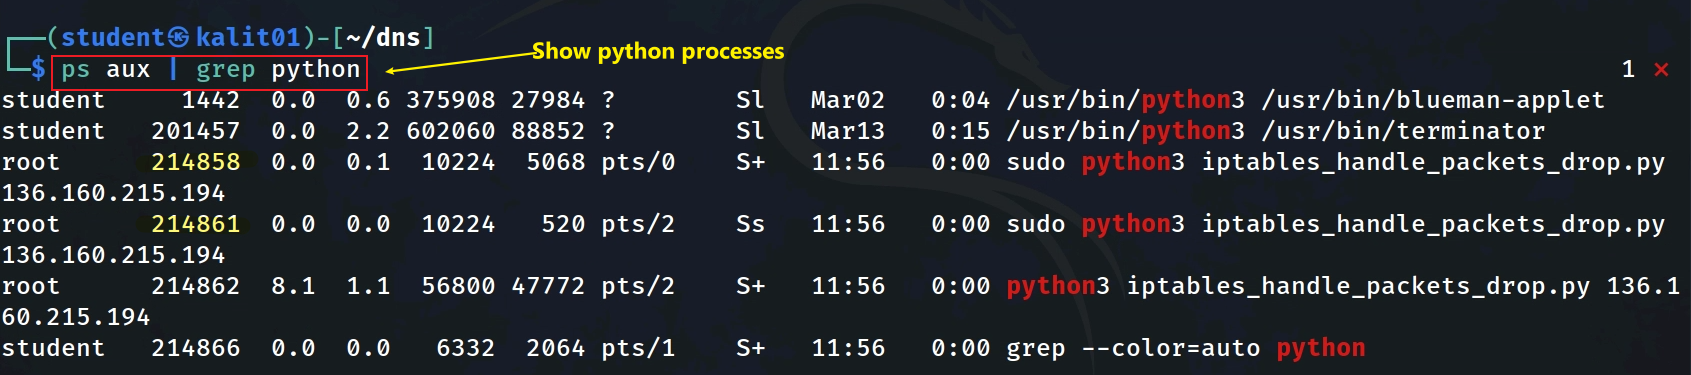 (student㉿kalit01)-[~/dns]
Show python processes
$ ps aux | grep python
1 ×
student 1442 0.0 0.6 375908 27984 ? Sl Mar02 0:04 /usr/bin/python3 /usr/bin/blueman-applet
student 201457 0.0 2.2 602060 88852 ? Sl Mar13 0:15 /usr/bin/python3 /usr/bin/terminator
root 214858 0.0 0.1 10224 5068 pts/0 S+ 11:56 0:00 sudo python3 iptables_handle_packets_drop.py
136.160.215.194
root 214861 0.0 0.0 10224 520 pts/2 Ss 11:56 0:00 sudo python3 iptables_handle_packets_drop.py
136.160.215.194
root 214862 8.1 1.1 56800 47772 pts/2 S+ 11:56 0:00 python3 iptables_handle_packets_drop.py 136.1
60.215.194
student 214866 0.0 0.0 6332 2064 pts/1 S+ 11:56 0:00 grep --color=auto python